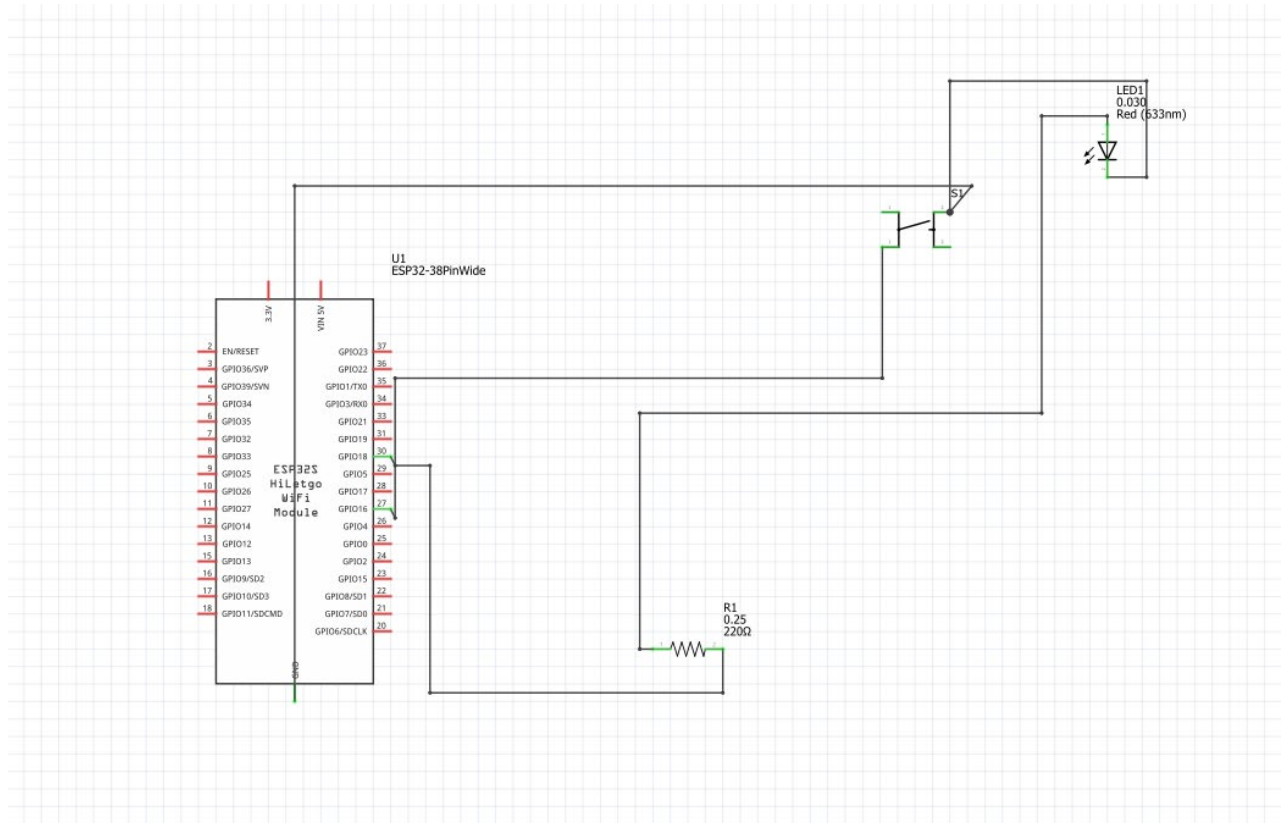 LED1
0.030
Red (633nm)
S1
U1
ESP32-38PinWide
3.3V
VIN 5V
2 EN/RESET
3 GPIO36/SVP
4 GPIO39/SVN
5 GPIO34
6 GPIO35
7 GPIO32
8 GPIO33
9 GPIO25
10 GPIO26
11 GPIO27
12 GPIO14
13 GPIO12
15 GPIO13
16 GPIO9/SD2
17 GPIO10/SD3
18 GPIO11/SDCMD
ESP32S
HiLetgo
WiFi
Module
GPIO23 37
GPIO22 36
GPIO1/TX0 35
GPIO3/RX0 34
GPIO21 33
GPIO19 31
GPIO18 30
GPIO5 29
GPIO17 28
GPIO16 27
GPIO4 26
GPIO0 25
GPIO2 24
GPIO15 23
GPIO8/SD1 22
GPIO7/SD0 21
GPIO6/SDCLK 20
GND
R1
0.25
220Ω